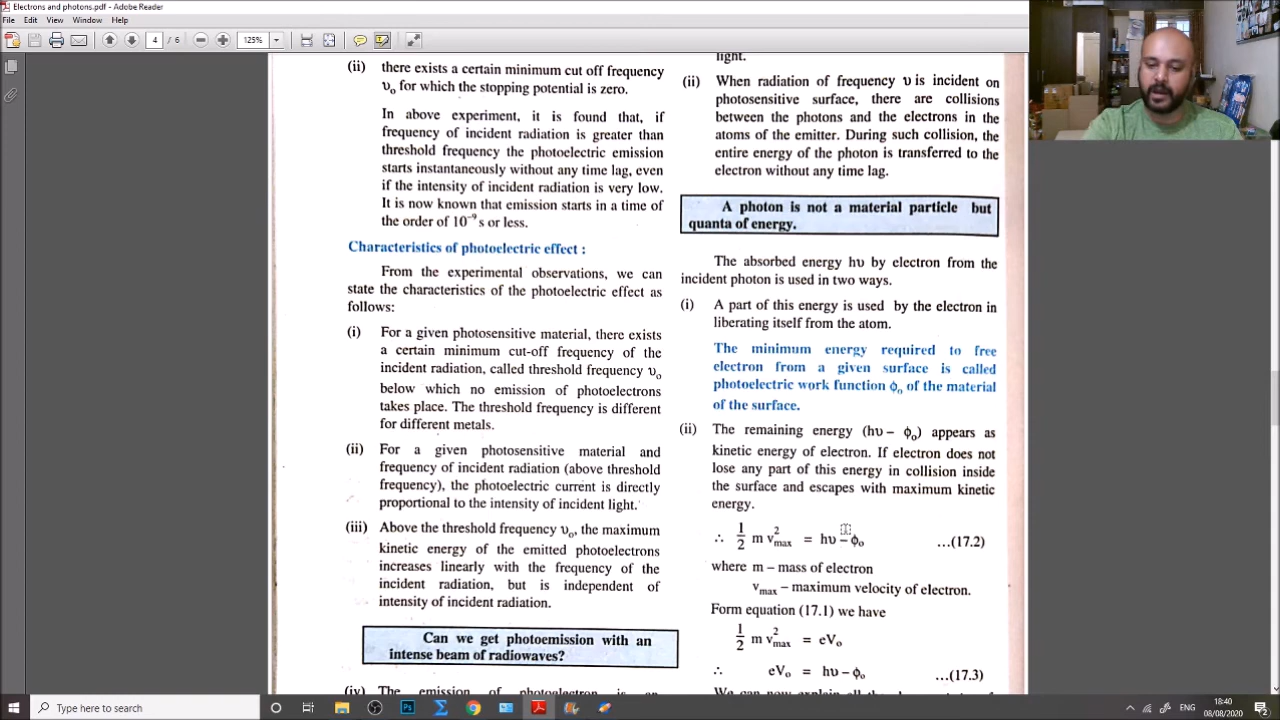 Electrons and photons.pdf - Adobe Reader
File Edit View Window Help
4 / 6 125%
(ii) there exists a certain minimum cut off frequency
υₒ for which the stopping potential is zero.
In above experiment, it is found that, if
frequency of incident radiation is greater than
threshold frequency the photoelectric emission
starts instantaneously without any time lag, even
if the intensity of incident radiation is very low.
It is now known that emission starts in a time of
the order of 10⁻⁹ s or less.
Characteristics of photoelectric effect :
From the experimental observations, we can
state the characteristics of the photoelectric effect as
follows:
(i) For a given photosensitive material, there exists
a certain minimum cut-off frequency of the
incident radiation, called threshold frequency υₒ
below which no emission of photoelectrons
takes place. The threshold frequency is different
for different metals.
(ii) For a given photosensitive material and
frequency of incident radiation (above threshold
frequency), the photoelectric current is directly
proportional to the intensity of incident light.
(iii) Above the threshold frequency υₒ, the maximum
kinetic energy of the emitted photoelectrons
increases linearly with the frequency of the
incident radiation, but is independent of
intensity of incident radiation.
Can we get photoemission with an
intense beam of radiowaves?
(iv) The emission of photoelectron is an
light.
(ii) When radiation of frequency υ is incident on
photosensitive surface, there are collisions
between the photons and the electrons in the
atoms of the emitter. During such collision, the
entire energy of the photon is transferred to the
electron without any time lag.
A photon is not a material particle but
quanta of energy.
The absorbed energy hυ by electron from the
incident photon is used in two ways.
(i) A part of this energy is used by the electron in
liberating itself from the atom.
The minimum energy required to free
electron from a given surface is called
photoelectric work function ϕₒ of the material
of the surface.
(ii) The remaining energy (hυ – ϕₒ) appears as
kinetic energy of electron. If electron does not
lose any part of this energy in collision inside
the surface and escapes with maximum kinetic
energy.
∴ 1/2 m v²max = hυ – ϕₒ ...(17.2)
where m – mass of electron
vmax – maximum velocity of electron.
Form equation (17.1) we have
1/2 m v²max = eVₒ
∴ eVₒ = hυ – ϕₒ ...(17.3)
Type here to search
18:40
08/08/2020
2